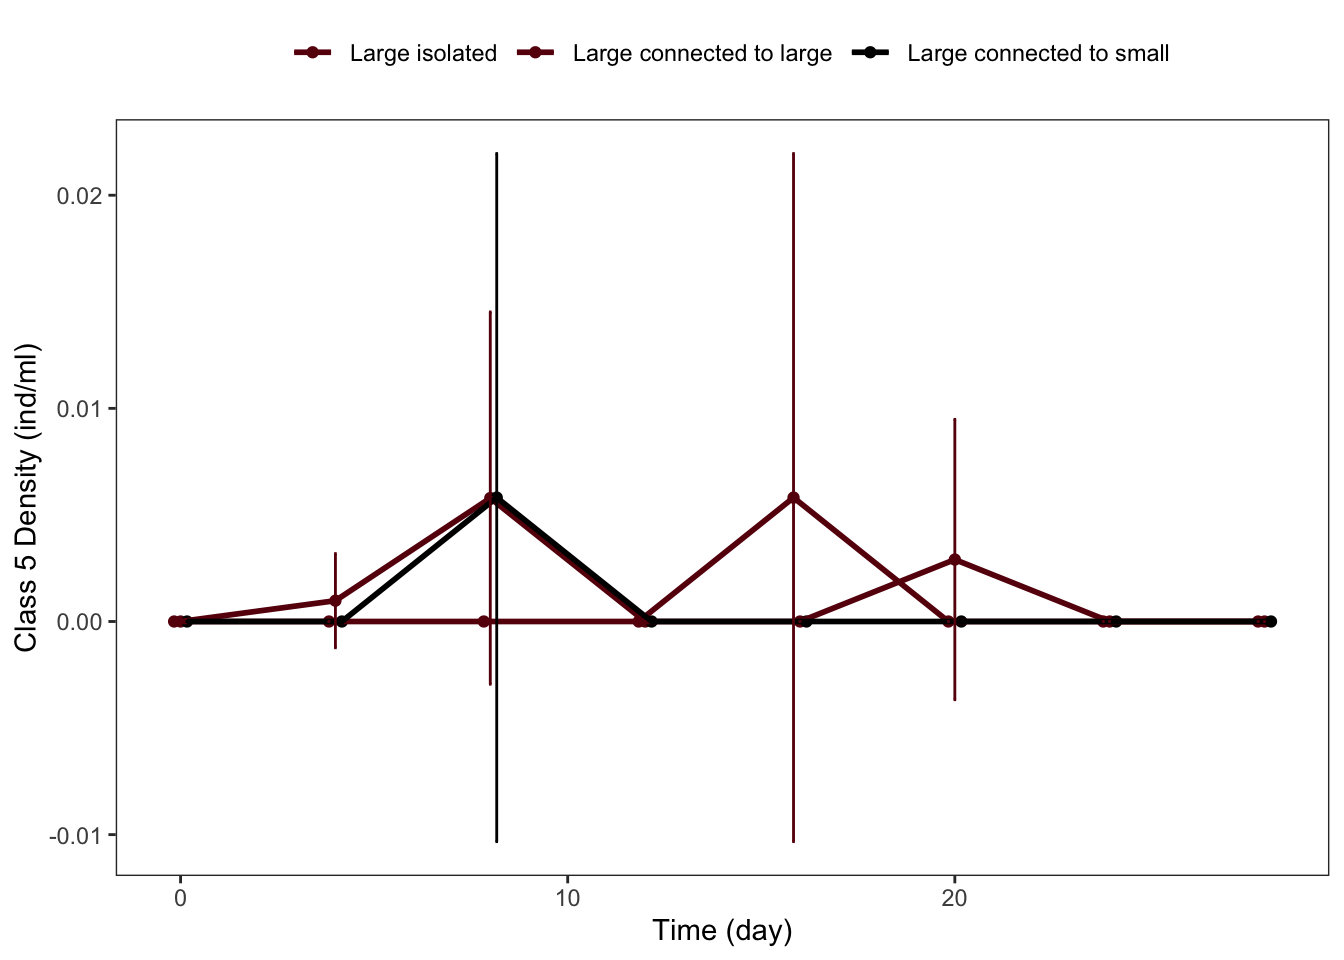 Large isolated Large connected to large Large connected to small
Class 5 Density (ind/ml)
0.02
0.01
0.00
-0.01
0 10 20
Time (day)